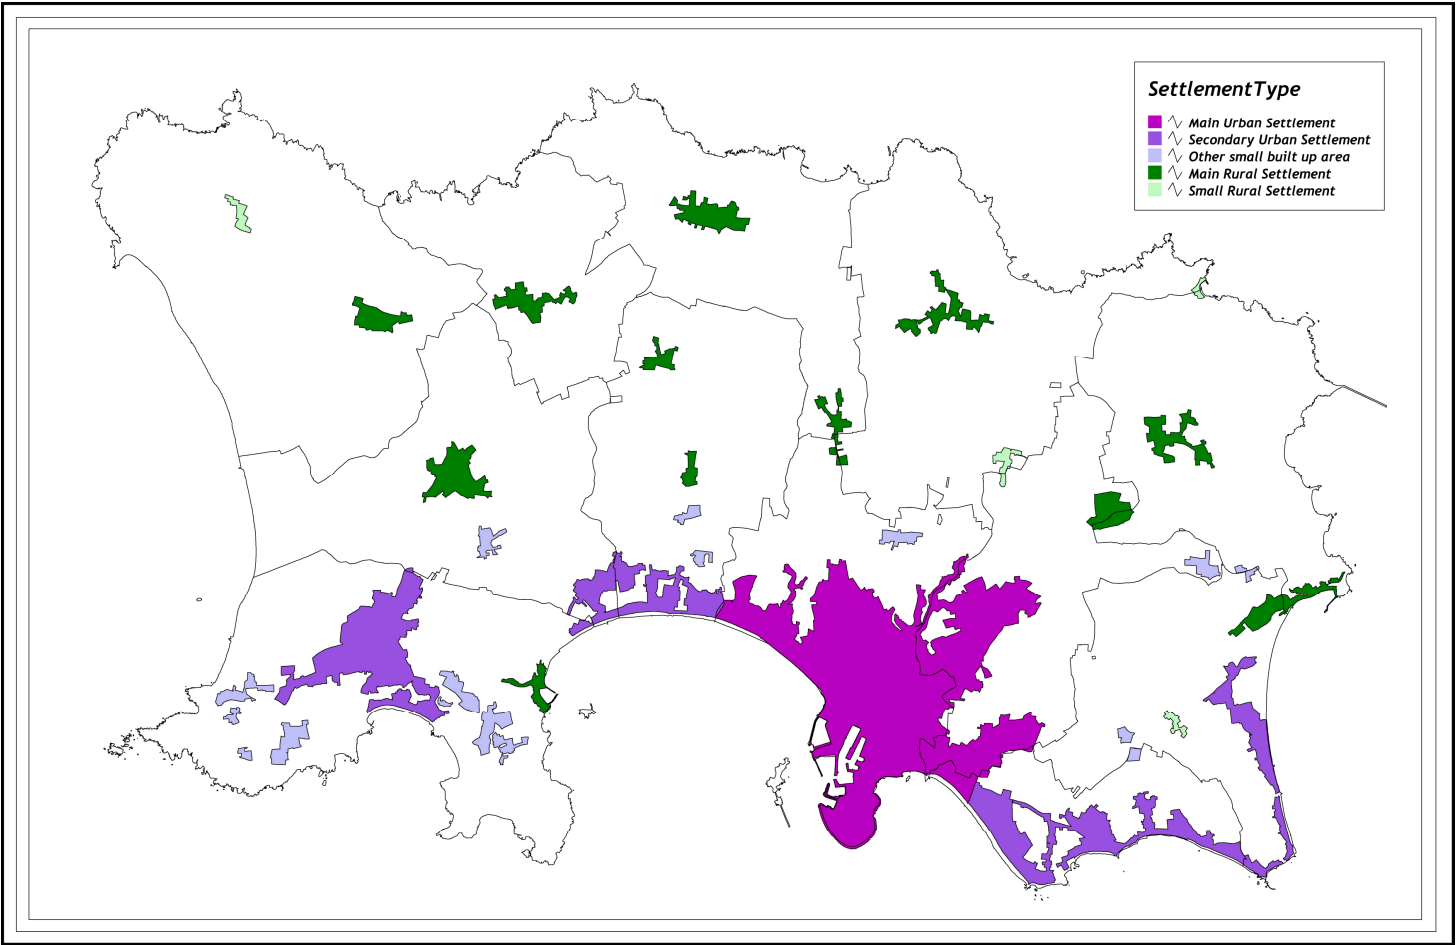 SettlementType
Main Urban Settlement
Secondary Urban Settlement
Other small built up area
Main Rural Settlement
Small Rural Settlement